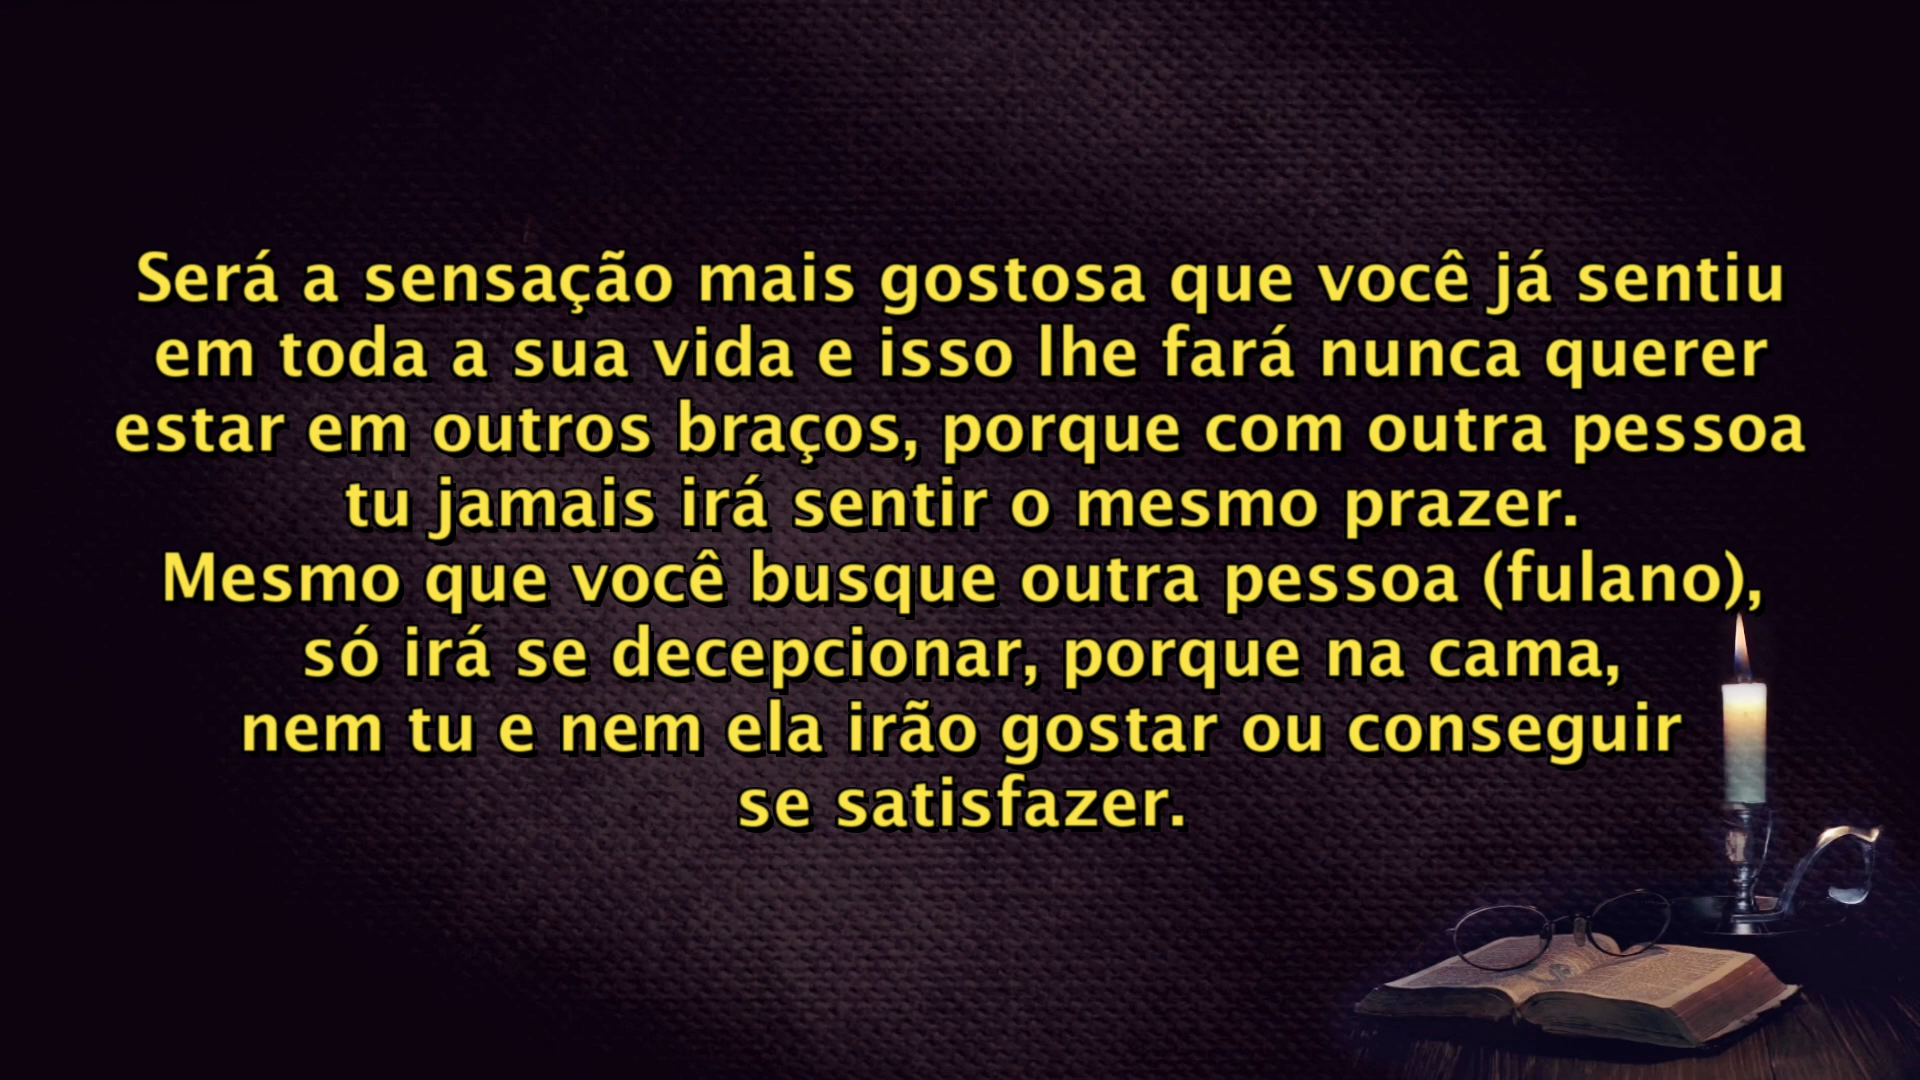 Será a sensação mais gostosa que você já sentiu
em toda a sua vida e isso lhe fará nunca querer
estar em outros braços, porque com outra pessoa
tu jamais irá sentir o mesmo prazer.
Mesmo que você busque outra pessoa (fulano),
só irá se decepcionar, porque na cama,
nem tu e nem ela irão gostar ou conseguir
se satisfazer.